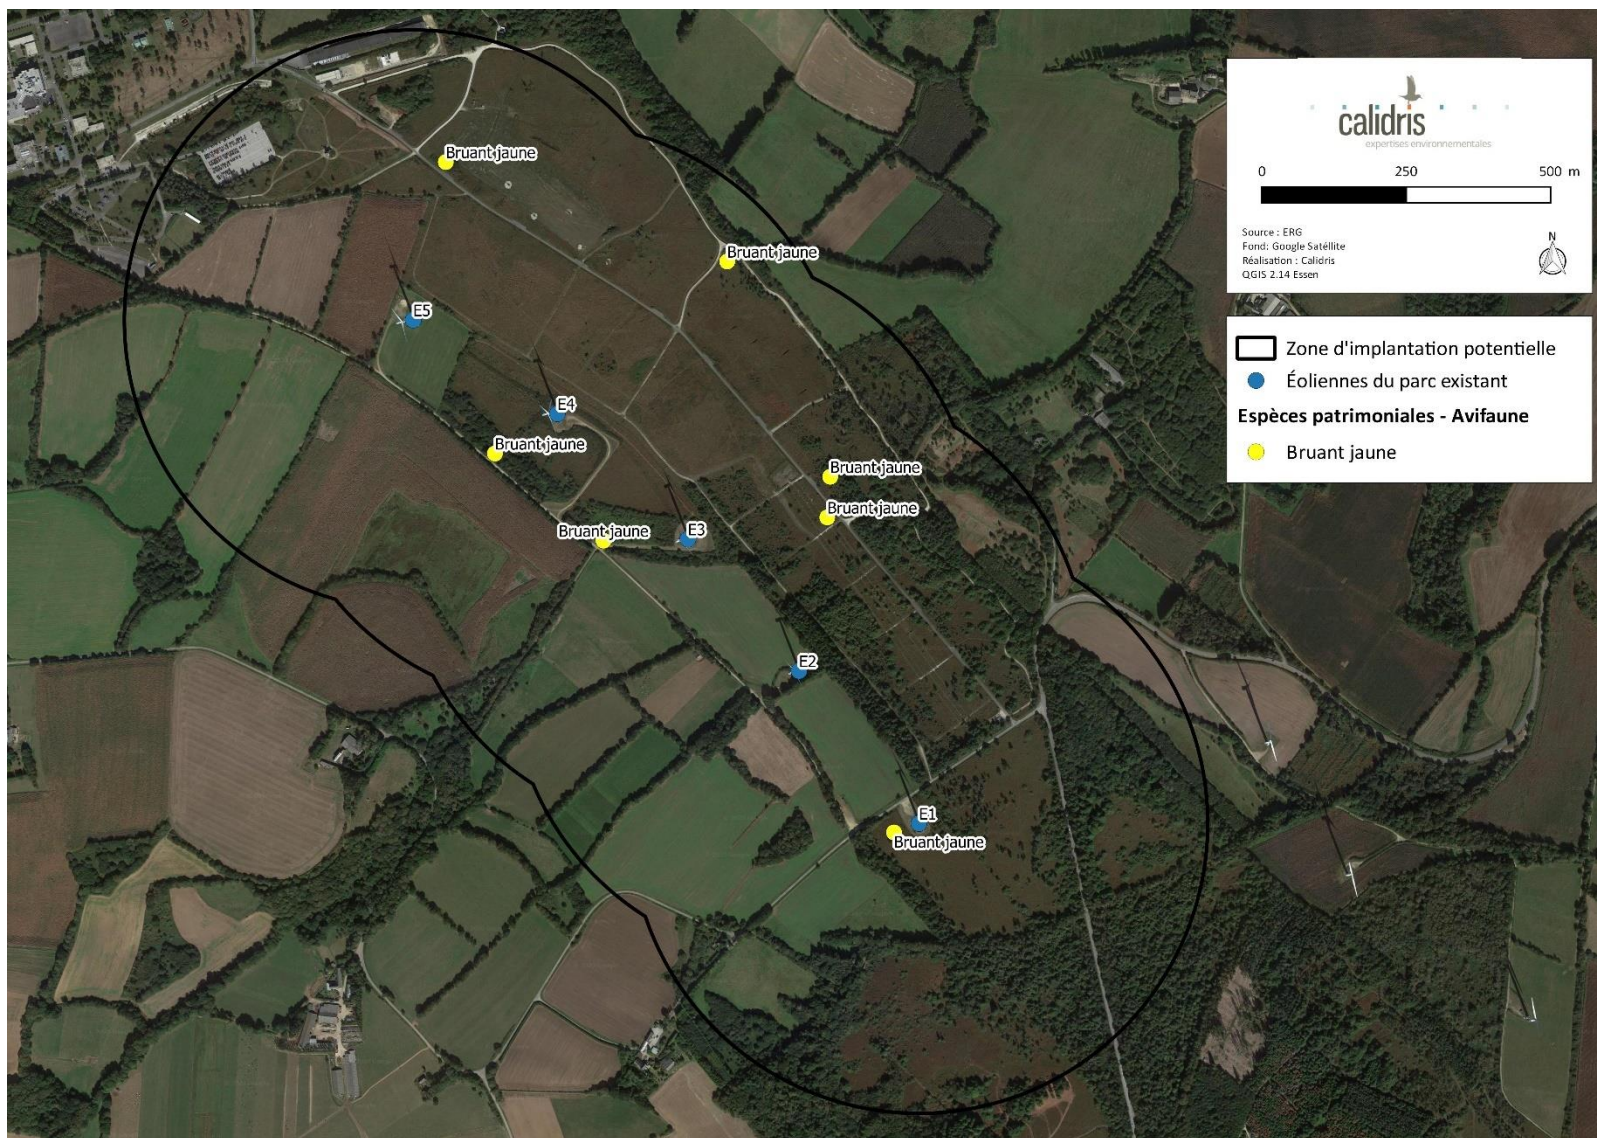 Bruant jaune
Bruant jaune
E5
E4
Bruant jaune
Bruant jaune
Bruant jaune
E3
Bruant jaune
E2
E1
Bruant jaune
calidris
expertises environnementales
0 250 500 m
Source : ERG
Fond: Google Satéllite
Réalisation : Calidris
QGIS 2.14 Essen
N
Zone d'implantation potentielle
Éoliennes du parc existant
Espèces patrimoniales - Avifaune
Bruant jaune